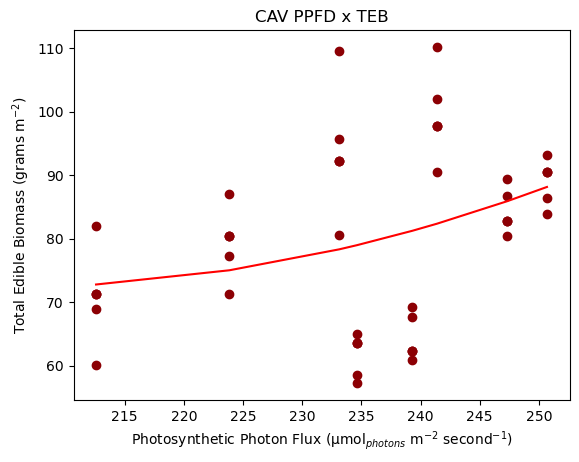 CAV PPFD x TEB
Total Edible Biomass (grams m⁻²)
110
100
90
80
70
60
215 220 225 230 235 240 245 250
Photosynthetic Photon Flux (μmol_photons m⁻² second⁻¹)